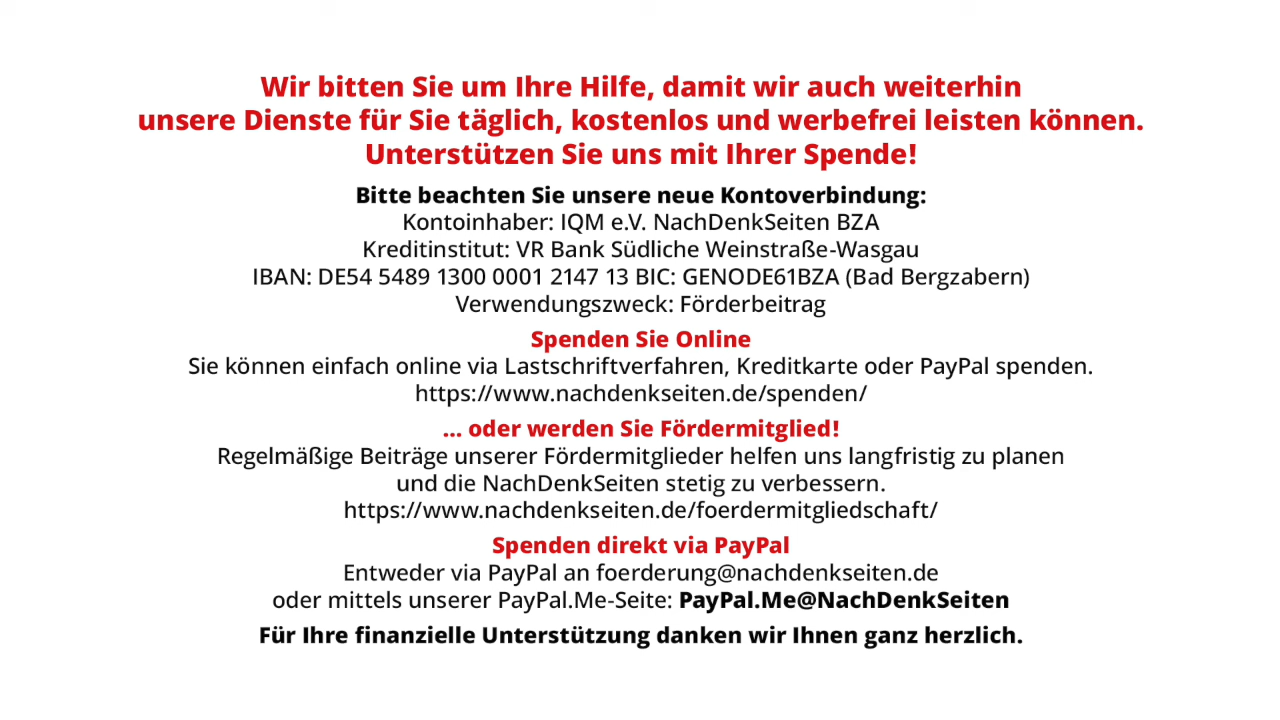 Wir bitten Sie um Ihre Hilfe, damit wir auch weiterhin
unsere Dienste für Sie täglich, kostenlos und werbefrei leisten können.
Unterstützen Sie uns mit Ihrer Spende!
Bitte beachten Sie unsere neue Kontoverbindung:
Kontoinhaber: IQM e.V. NachDenkSeiten BZA
Kreditinstitut: VR Bank Südliche Weinstraße-Wasgau
IBAN: DE54 5489 1300 0001 2147 13 BIC: GENODE61BZA (Bad Bergzabern)
Verwendungszweck: Förderbeitrag
Spenden Sie Online
Sie können einfach online via Lastschriftverfahren, Kreditkarte oder PayPal spenden.
https://www.nachdenkseiten.de/spenden/
... oder werden Sie Fördermitglied!
Regelmäßige Beiträge unserer Fördermitglieder helfen uns langfristig zu planen
und die NachDenkSeiten stetig zu verbessern.
https://www.nachdenkseiten.de/foerdermitgliedschaft/
Spenden direkt via PayPal
Entweder via PayPal an foerderung@nachdenkseiten.de
oder mittels unserer PayPal.Me-Seite: PayPal.Me@NachDenkSeiten
Für Ihre finanzielle Unterstützung danken wir Ihnen ganz herzlich.